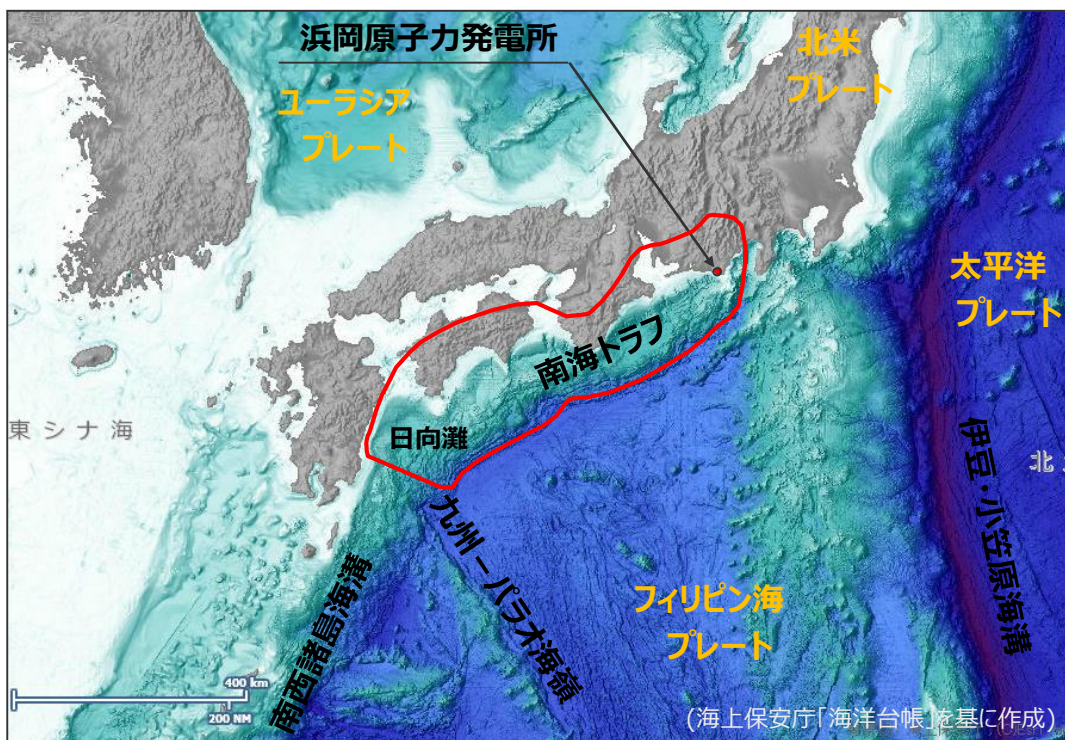 浜岡原子力発電所
北米
プレート
ユーラシア
プレート
太平洋
プレート
南海トラフ
東シナ海
日向灘
伊豆・小笠原海溝
北
九州－パラオ海嶺
南西諸島海溝
フィリピン海
プレート
400 km
200 NM
(海上保安庁「海洋台帳」を基に作成)